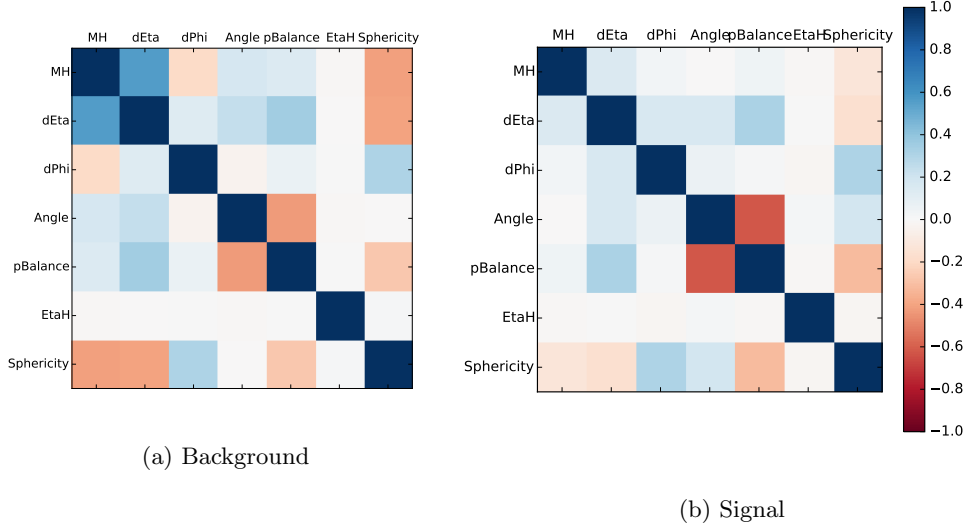 MH dEta dPhi Angle pBalance EtaH Sphericity
MH
dEta
dPhi
Angle
pBalance
EtaH
Sphericity
(a) Background
MH dEta dPhi Angle pBalance EtaH Sphericity
MH
dEta
dPhi
Angle
pBalance
EtaH
Sphericity
1.0
0.8
0.6
0.4
0.2
0.0
−0.2
−0.4
−0.6
−0.8
−1.0
(b) Signal